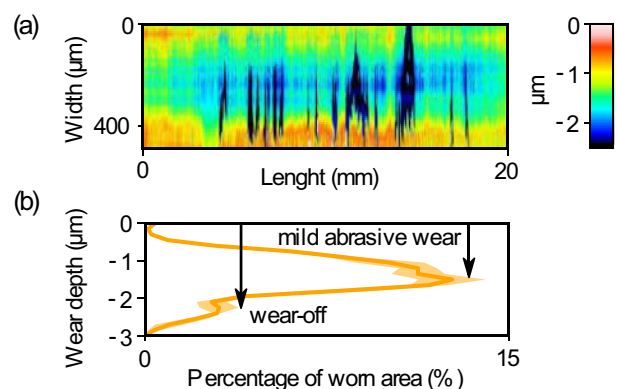 (a)
0
400
Width (µm)
0
20
Lenght (mm)
0
-1
-2
µm
(b)
0
-1
-2
-3
Wear depth (µm)
mild abrasive wear
wear-off
0
15
Percentage of worn area (%)